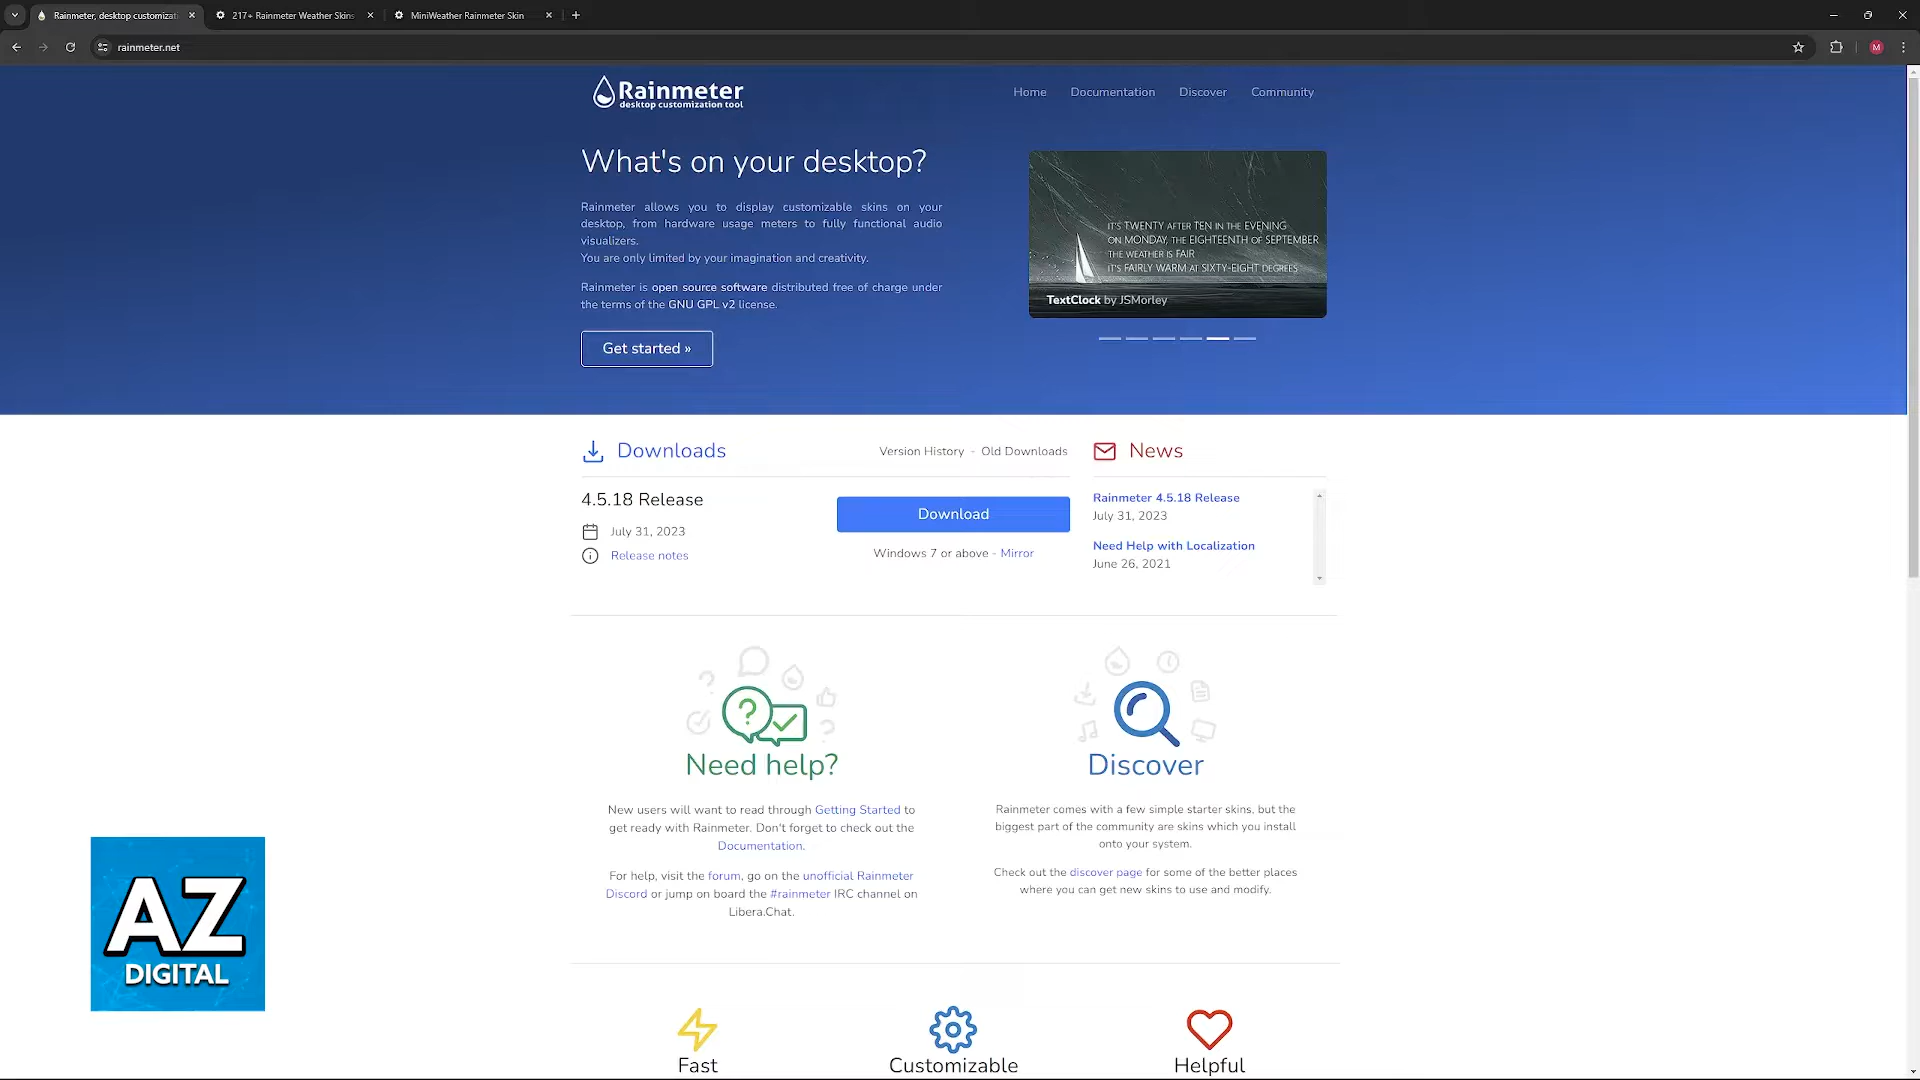 Rainmeter, desktop customizati
217+ Rainmeter Weather Skins
MiniWeather Rainmeter Skin
rainmeter.net
M
Rainmeter
desktop customization tool
Home
Documentation
Discover
Community
What's on your desktop?
Rainmeter allows you to display customizable skins on your
desktop, from hardware usage meters to fully functional audio
visualizers.
You are only limited by your imagination and creativity.
Rainmeter is open source software distributed free of charge under
the terms of the GNU GPL v2 license.
Get started »
IT'S TWENTY AFTER TEN IN THE EVENING
ON MONDAY, THE EIGHTEENTH OF SEPTEMBER
THE WEATHER IS FAIR
IT'S FAIRLY WARM AT SIXTY-EIGHT DEGREES
TextClock by JSMorley
Downloads
Version History - Old Downloads
4.5.18 Release
July 31, 2023
Release notes
Download
Windows 7 or above - Mirror
News
Rainmeter 4.5.18 Release
July 31, 2023
Need Help with Localization
June 26, 2021
Need help?
New users will want to read through Getting Started to
get ready with Rainmeter. Don't forget to check out the
Documentation.
For help, visit the forum, go on the unofficial Rainmeter
Discord or jump on board the #rainmeter IRC channel on
Libera.Chat.
Discover
Rainmeter comes with a few simple starter skins, but the
biggest part of the community are skins which you install
onto your system.
Check out the discover page for some of the better places
where you can get new skins to use and modify.
AZ
DIGITAL
Fast
Customizable
Helpful